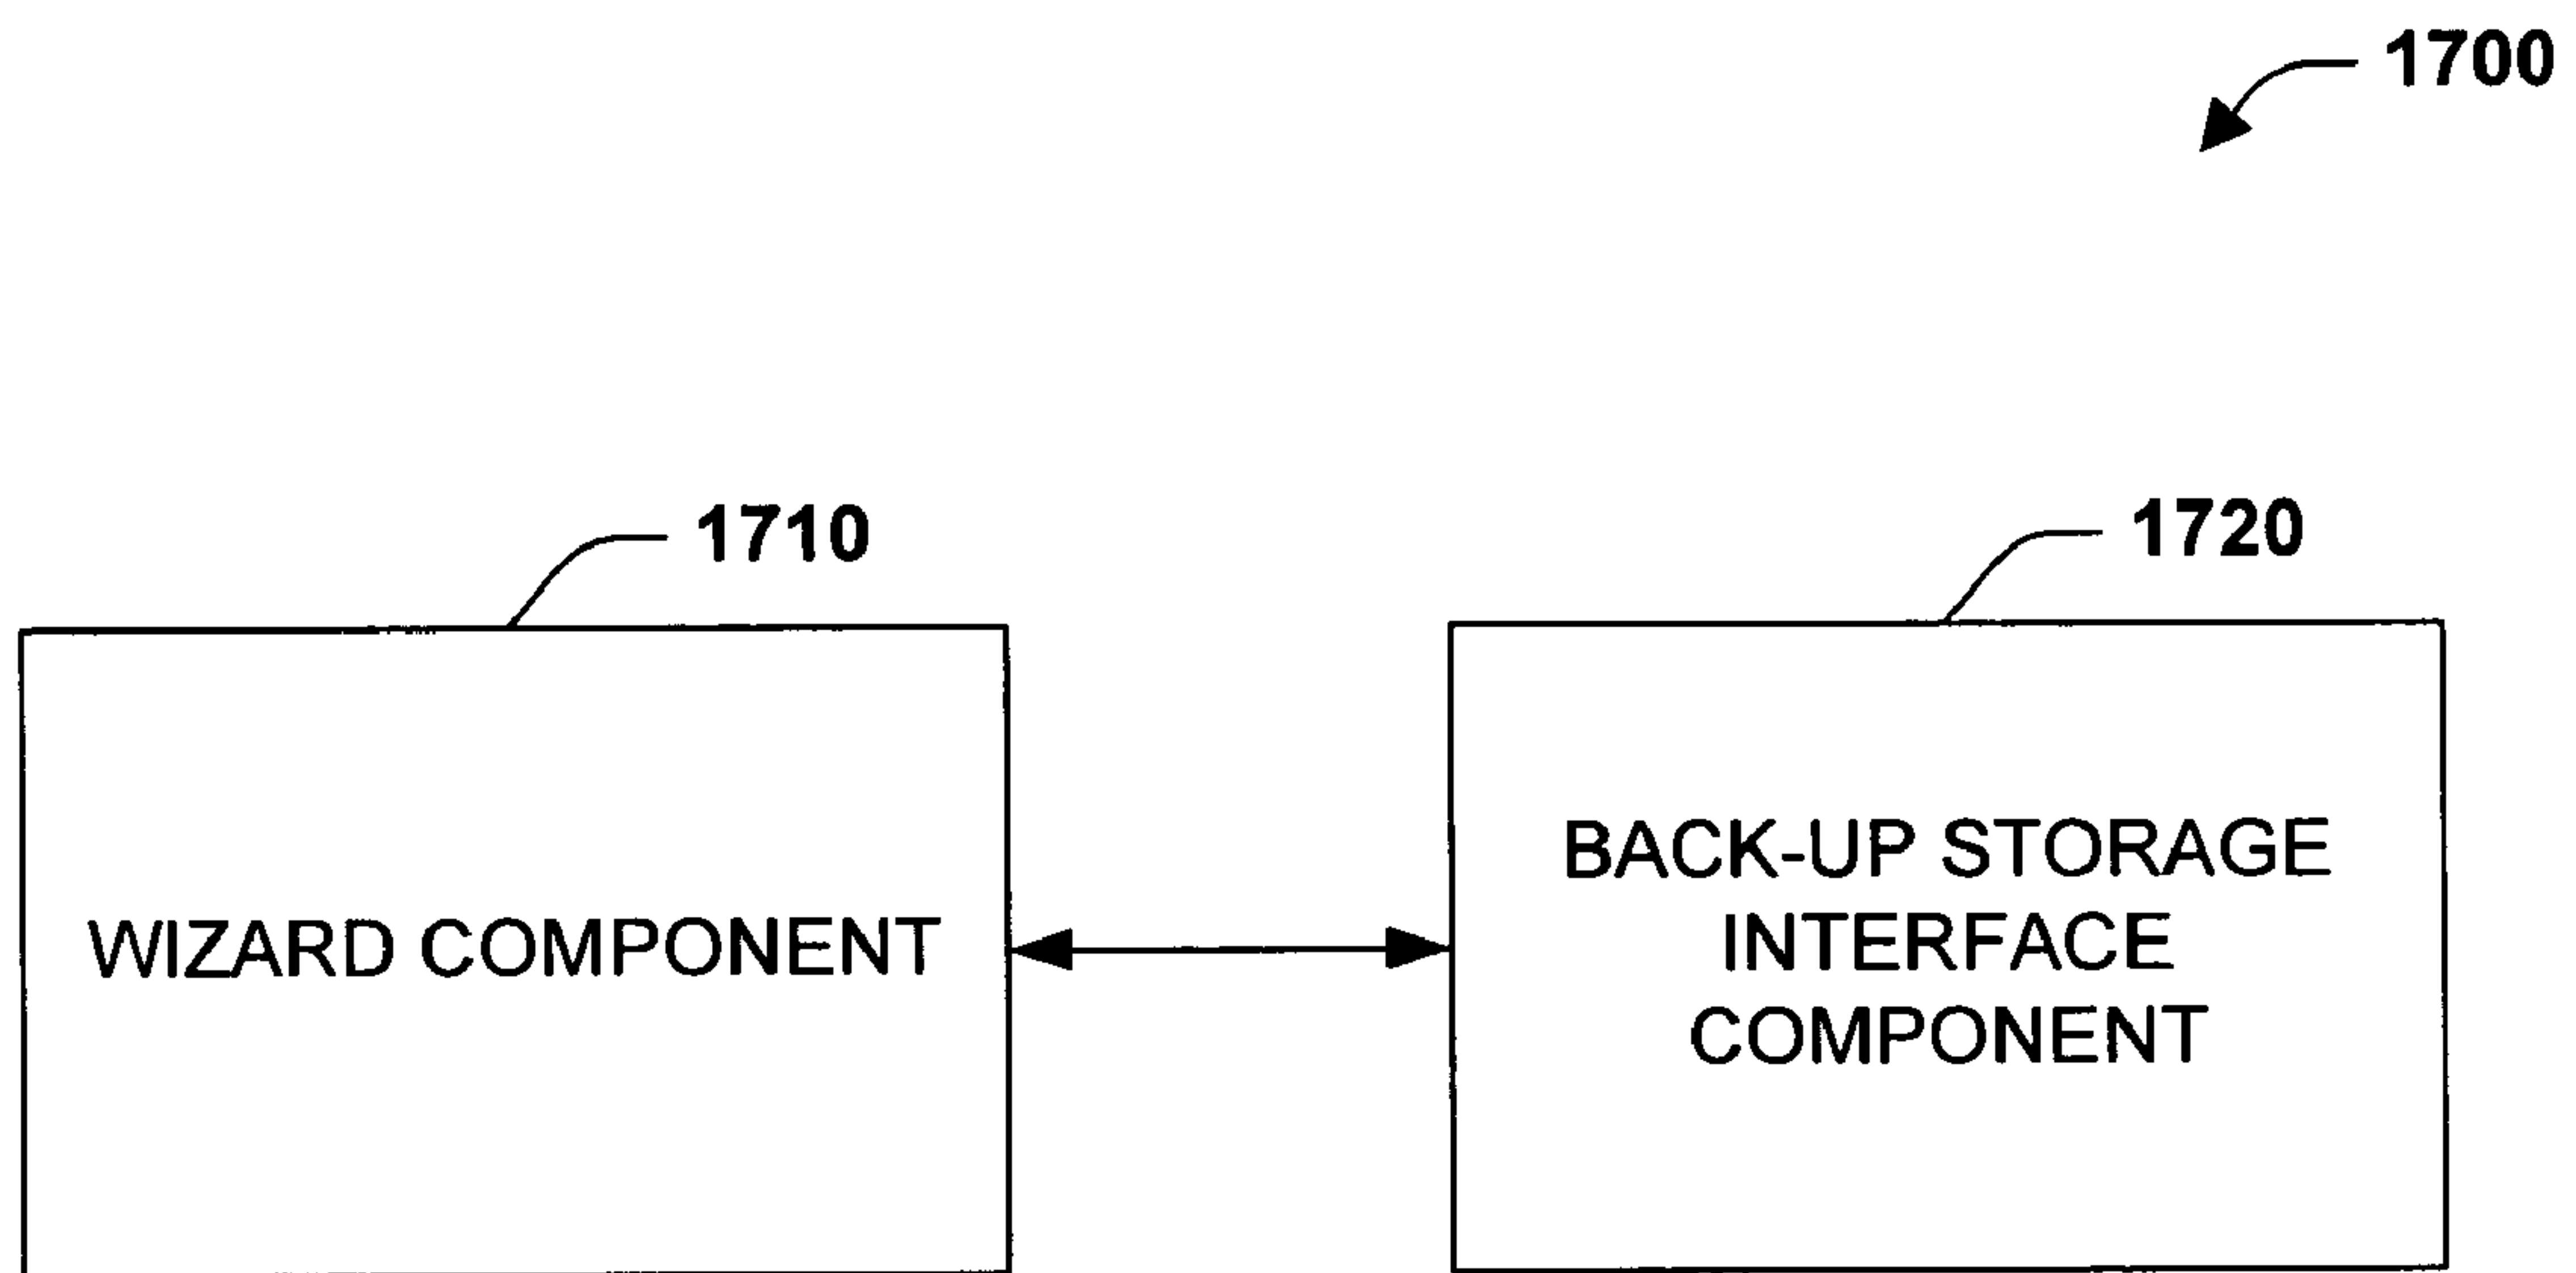 1700
1710
1720
WIZARD COMPONENT
BACK-UP STORAGE
INTERFACE
COMPONENT